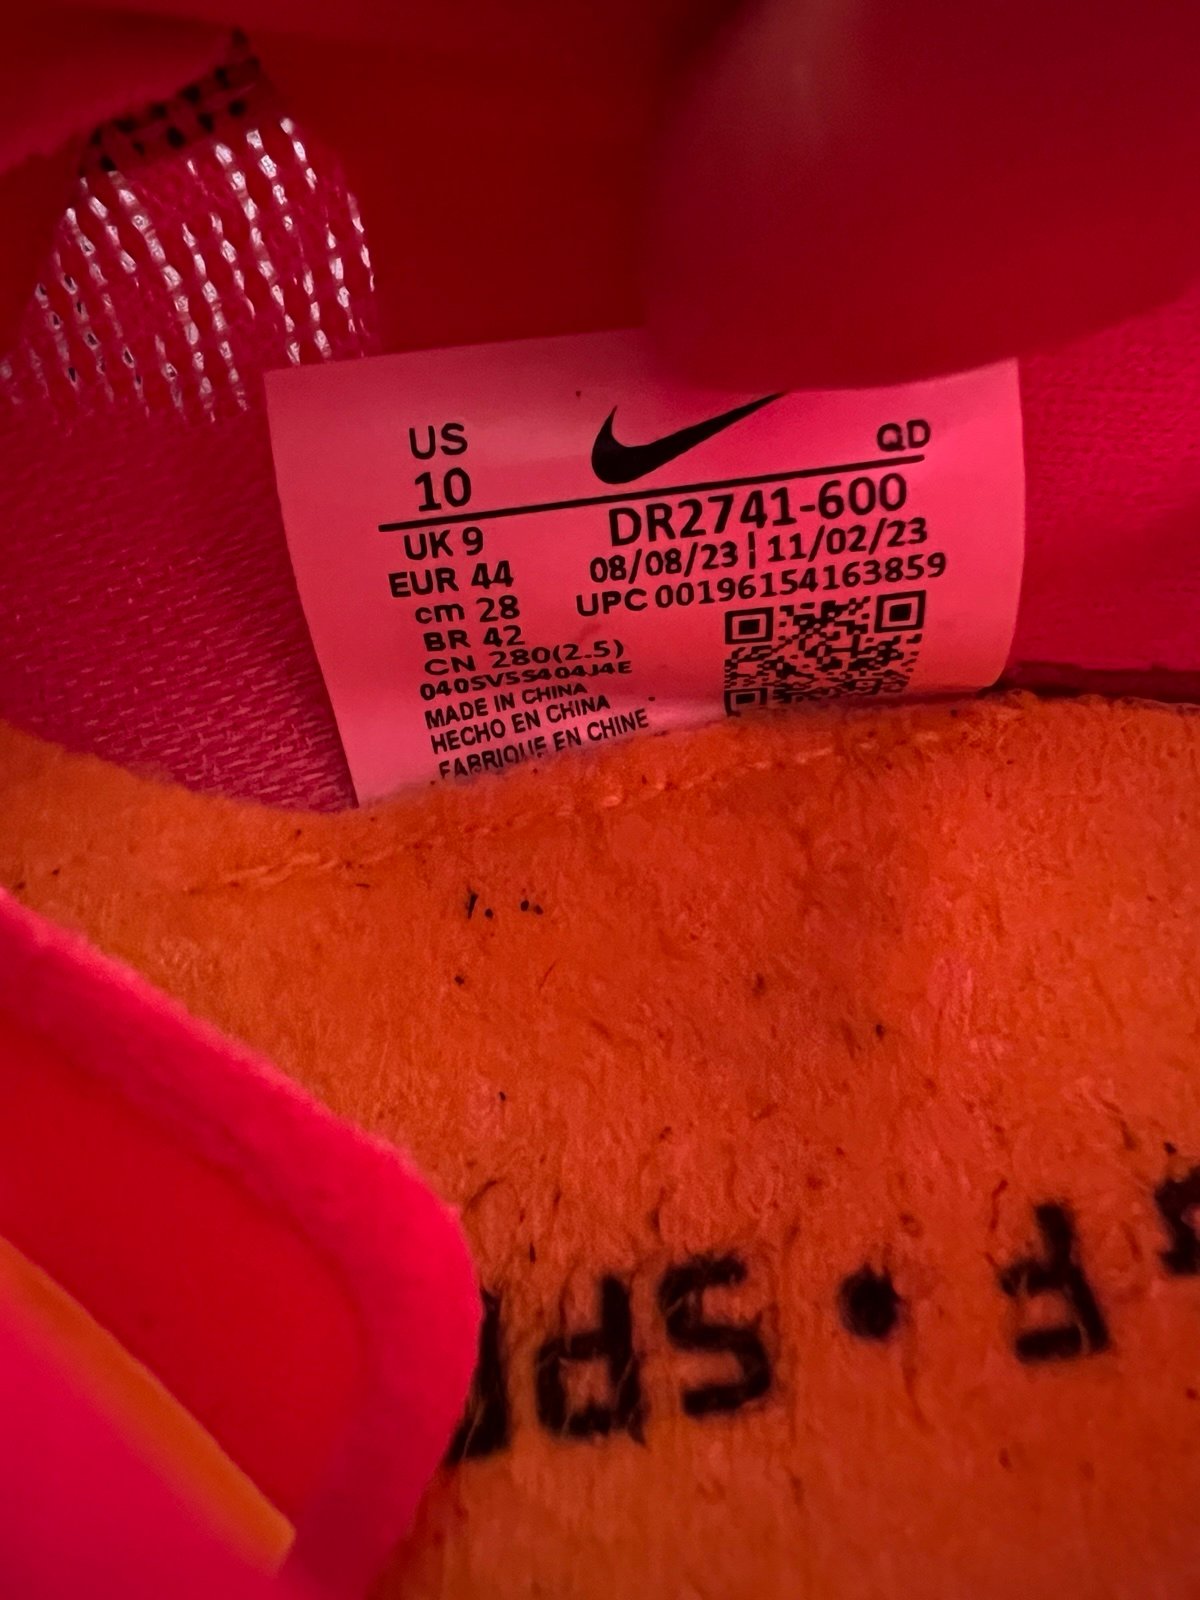 US
10
QD
UK 9
EUR 44
cm 28
BR 42
CN 280(2.5)
MADE IN CHINA
HECHO EN CHINA
FABRIQUE EN CHINE
DR2741-600
08/08/23 | 11/02/23
UPC 00196154163859